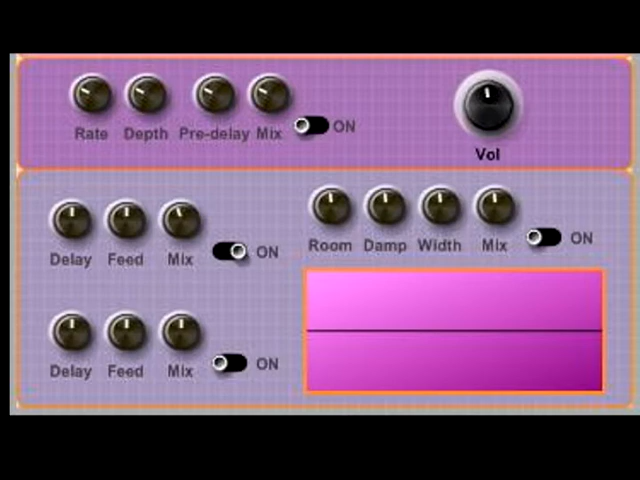 Rate Depth Pre-delay Mix ON
Vol
Delay Feed Mix ON
Room Damp Width Mix ON
Delay Feed Mix ON